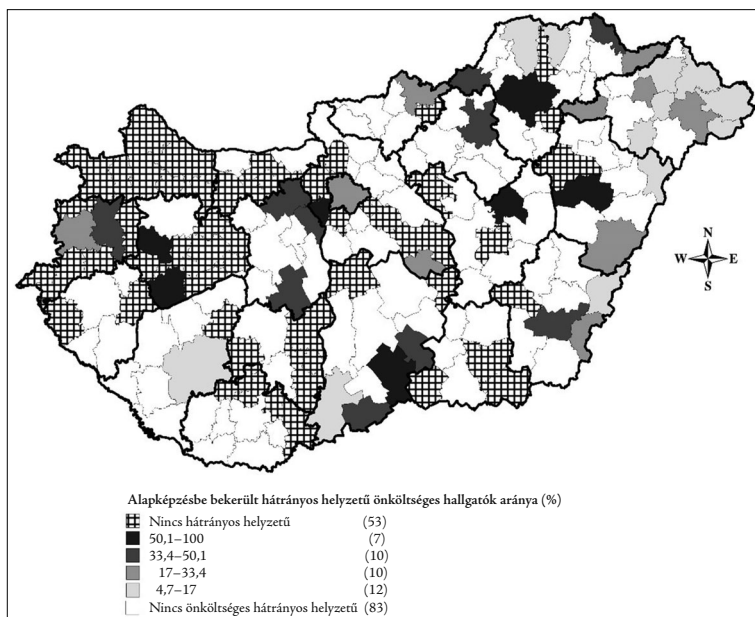 N
W E
S
Alapképzésbe bekerült hátrányos helyzetű önköltséges hallgatók aránya (%)
Nincs hátrányos helyzetű (53)
50,1–100 (7)
33,4–50,1 (10)
17–33,4 (10)
4,7–17 (12)
Nincs önköltséges hátrányos helyzetű (83)